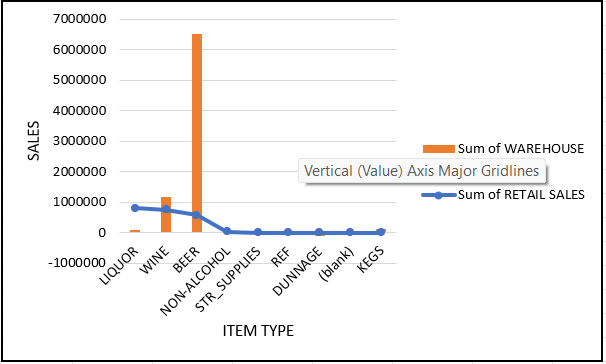 7000000
6000000
5000000
4000000
3000000
2000000
1000000
0
-1000000
SALES
LIQUOR
WINE
BEER
NON-ALCOHOL
STR_SUPPLIES
REF
DUNNAGE
(blank)
KEGS
ITEM TYPE
Sum of WAREHOUSE
Vertical (Value) Axis Major Gridlines
Sum of RETAIL SALES